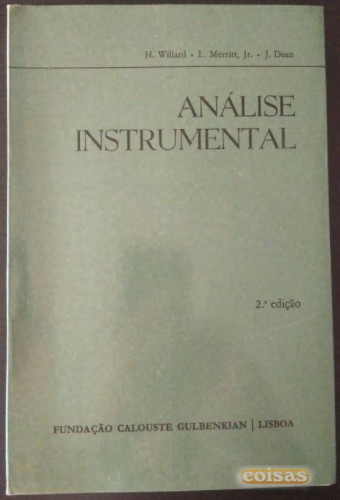 H. Willard • L. Merritt, Jr. • J. Dean
ANÁLISE
INSTRUMENTAL
2.ª edição
FUNDAÇÃO CALOUSTE GULBENKIAN | LISBOA
coisas